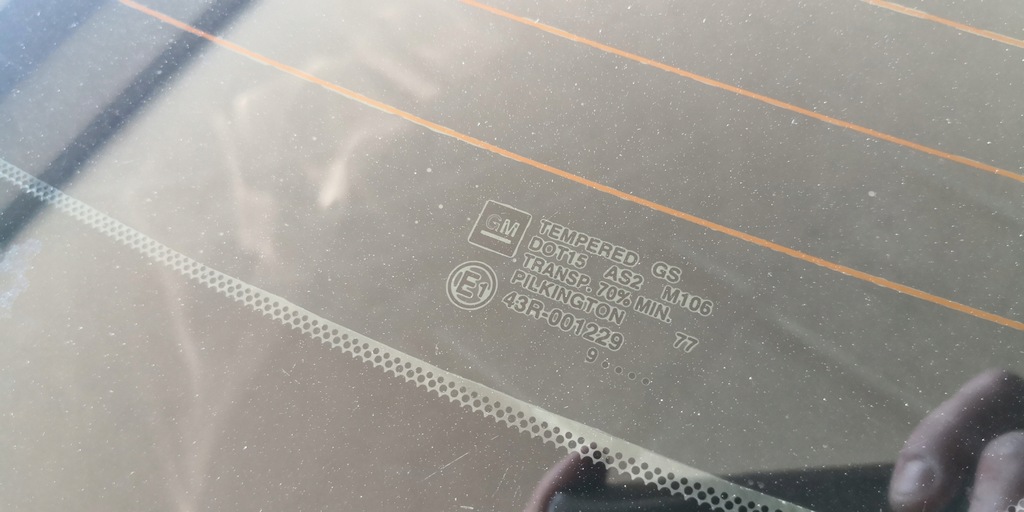 GM
TEMPERED GS
DOT15 AS2 M106
TRANSP. 70% MIN.
PILKINGTON 77
E1
43R-001229
9 . . . .